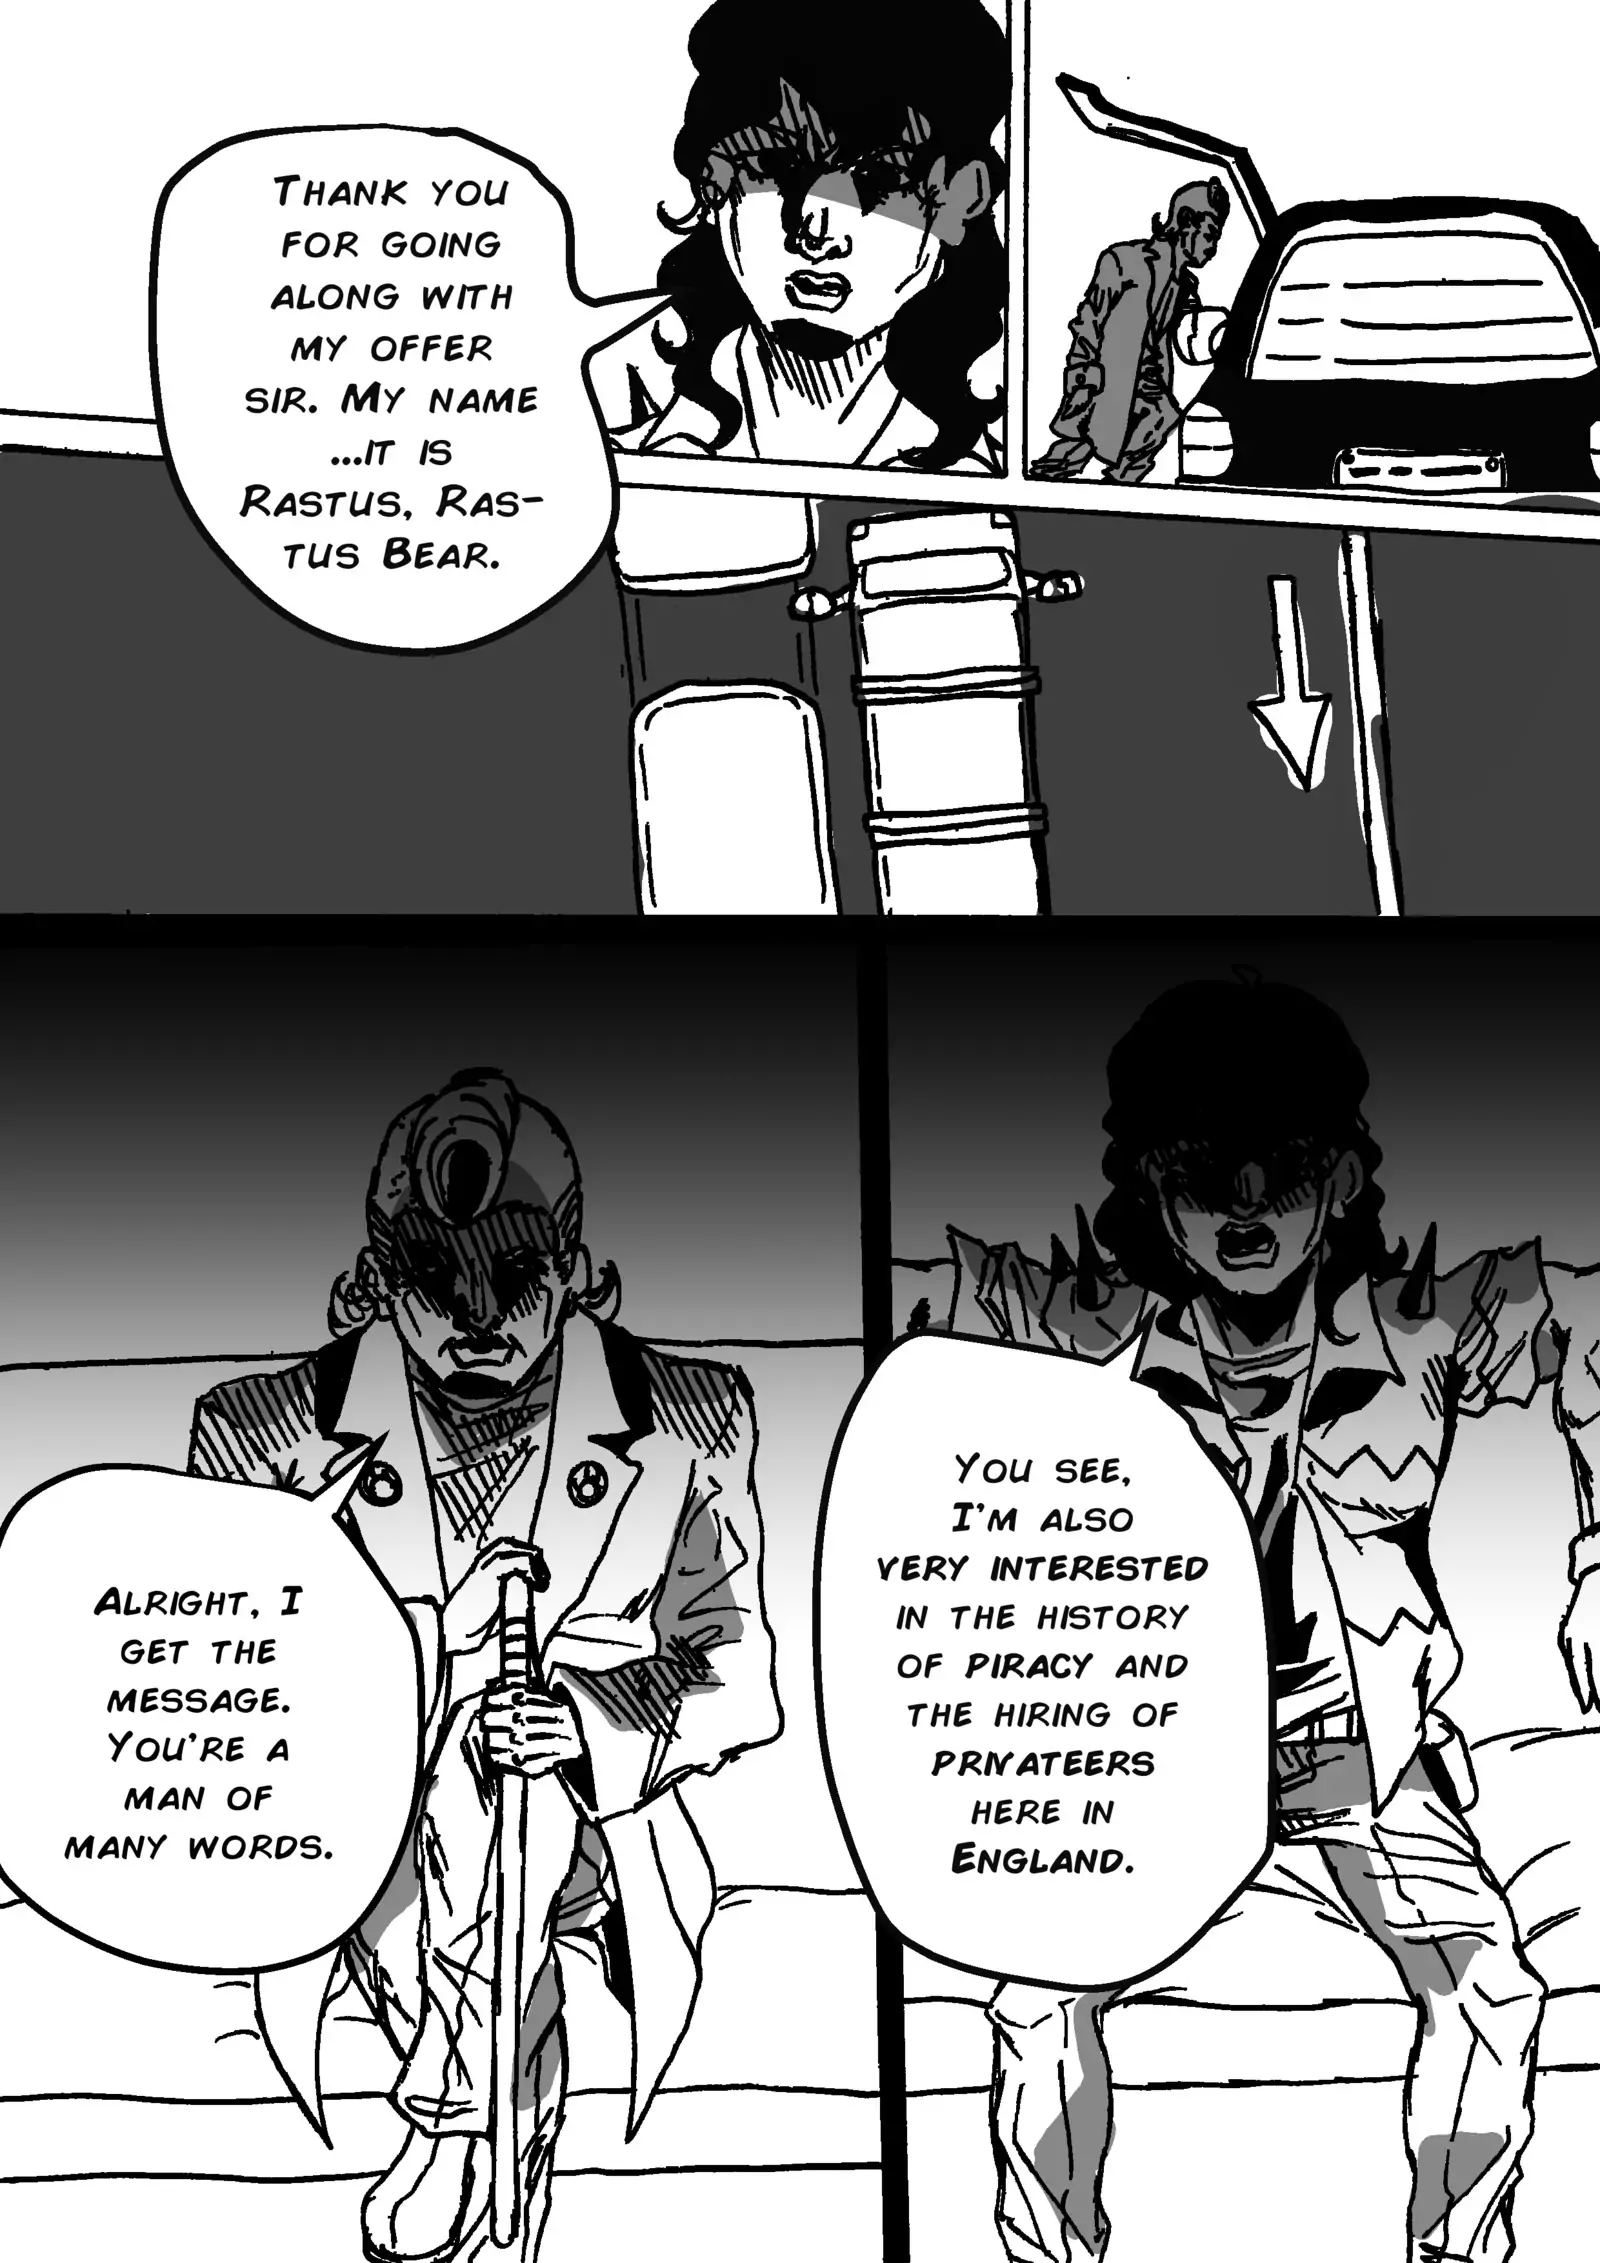 THANK YOU
FOR GOING
ALONG WITH
MY OFFER
SIR. MY NAME
...IT IS
RASTUS, RAS-
TUS BEAR.
YOU SEE,
I'M ALSO
VERY INTERESTED
IN THE HISTORY
OF PIRACY AND
THE HIRING OF
PRIVATEERS
HERE IN
ENGLAND.
ALRIGHT, I
GET THE
MESSAGE.
YOU'RE A
MAN OF
MANY WORDS.